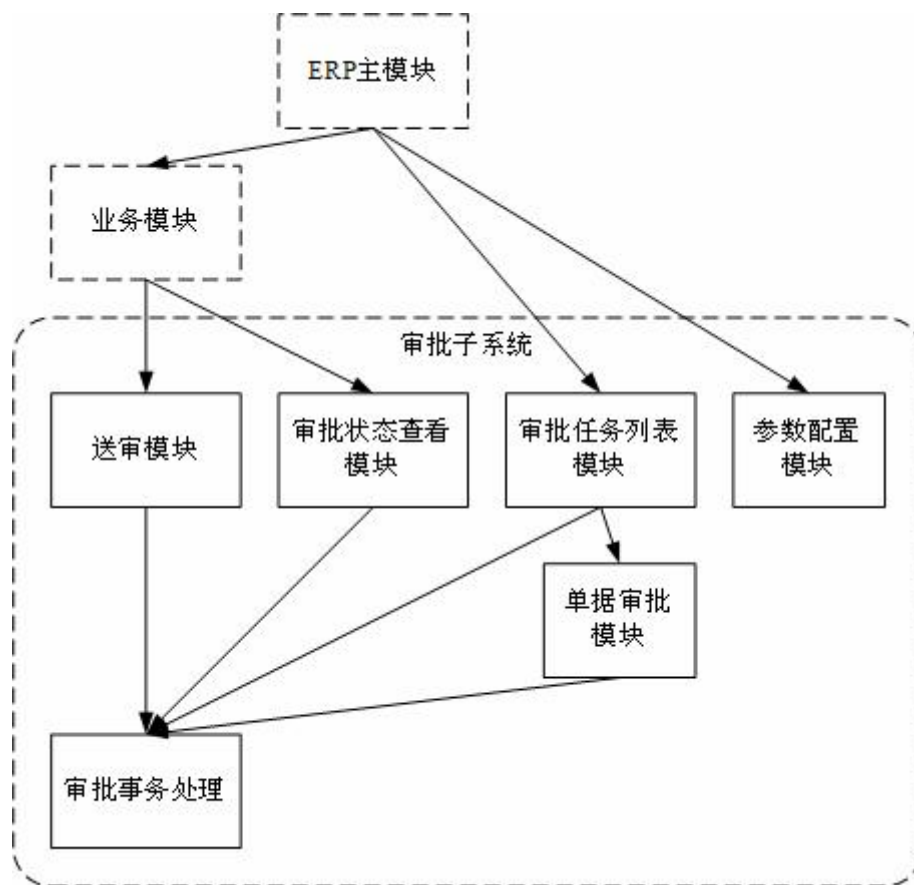 ERP主模块
业务模块
审批子系统
送审模块
审批状态查看
模块
审批任务列表
模块
参数配置
模块
单据审批
模块
审批事务处理